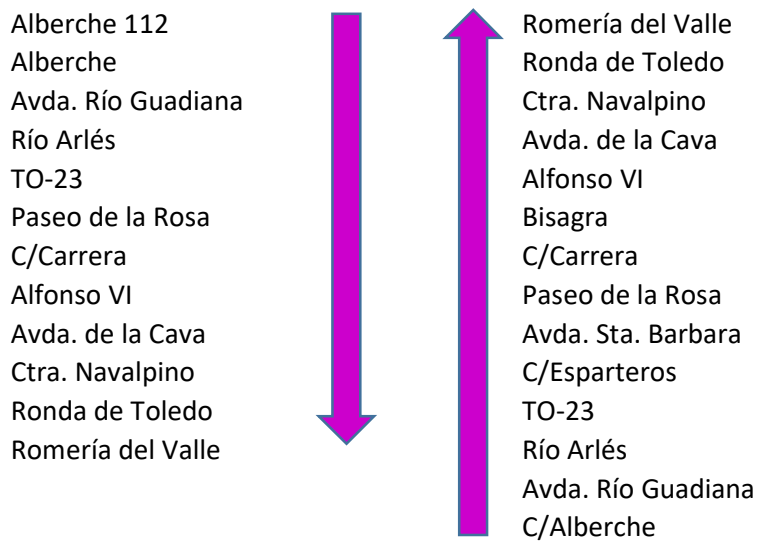 Alberche 112
Alberche
Avda. Río Guadiana
Río Arlés
TO-23
Paseo de la Rosa
C/Carrera
Alfonso VI
Avda. de la Cava
Ctra. Navalpino
Ronda de Toledo
Romería del Valle
Romería del Valle
Ronda de Toledo
Ctra. Navalpino
Avda. de la Cava
Alfonso VI
Bisagra
C/Carrera
Paseo de la Rosa
Avda. Sta. Barbara
C/Esparteros
TO-23
Río Arlés
Avda. Río Guadiana
C/Alberche